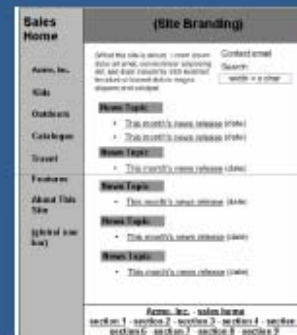 Sales
Home
(Site Branding)
Acme, Inc.
Kids
Outdoors
Catalogue
Travel
Features
About This
Site
(global nav
bar)
Contact email
Search:
News Topic
This month's news release (date)
News Topic
This month's news release (date)
News Topic
This month's news release (date)
News Topic
This month's news release (date)
News Topic
This month's news release (date)
Acme, Inc. - sales home
section 1 - section 2 - section 3 - section 4 - section
section 6 - section 7 - section 8 - section 9